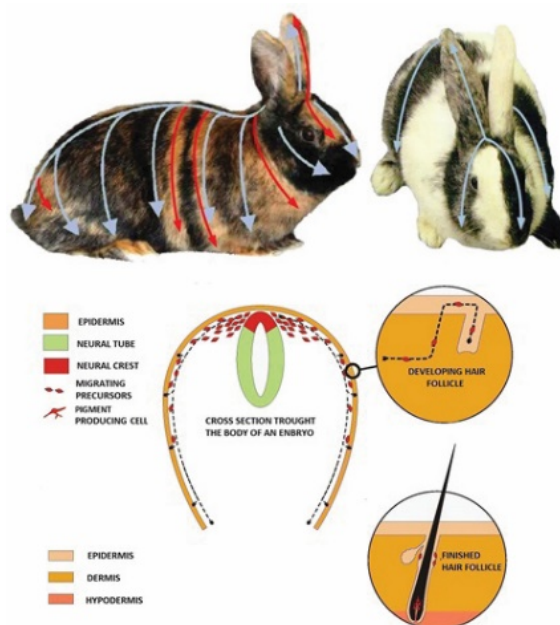 EPIDERMIS
NEURAL TUBE
NEURAL CREST
MIGRATING
PRECURSORS
PIGMENT
PRODUCING CELL
CROSS SECTION TROUGHT
THE BODY OF AN ENBRYO
DEVELOPING HAIR
FOLLICLE
EPIDERMIS
DERMIS
HYPODERMIS
FINISHED
HAIR FOLLICLE